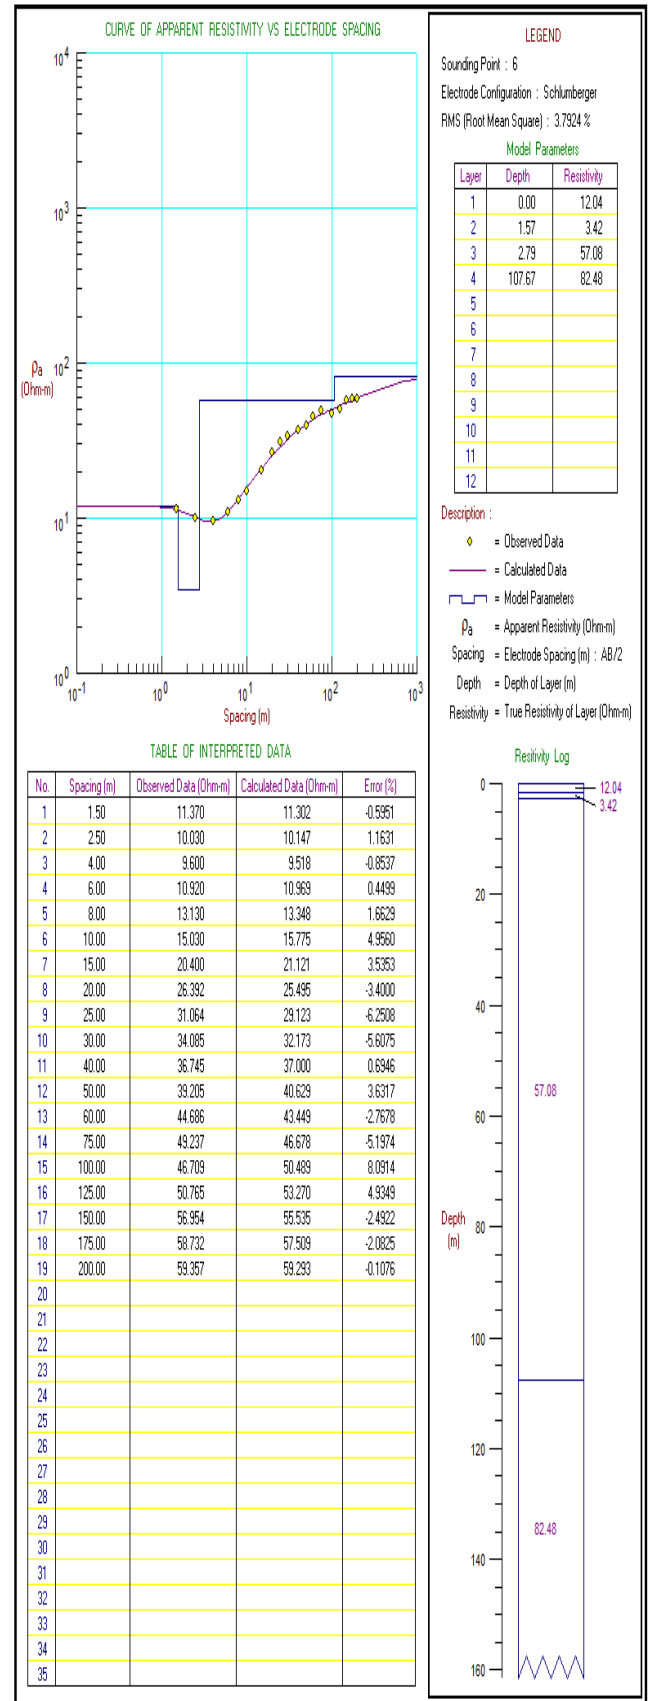 CURVE OF APPARENT RESISTIVITY VS ELECTRODE SPACING
10^4
10^3
10^2
10^1
10^0
ρa
(Ohm-m)
10^-1 10^0 10^1 10^2 10^3
Spacing (m)
LEGEND
Sounding Point : 6
Electrode Configuration : Schlumberger
RMS (Root Mean Square) : 3.7924 %
Model Parameters
Layer Depth Resistivity
1 0.00 12.04
2 1.57 3.42
3 2.79 57.08
4 107.67 82.48
5
6
7
8
9
10
11
12
Description :
= Observed Data
= Calculated Data
= Model Parameters
ρa = Apparent Resistivity (Ohm-m)
Spacing = Electrode Spacing (m) : AB/2
Depth = Depth of Layer (m)
Resistivity = True Resistivity of Layer (Ohm-m)
TABLE OF INTERPRETED DATA
No. Spacing (m) Observed Data (Ohm-m) Calculated Data (Ohm-m) Error (%)
1 1.50 11.370 11.302 -0.5951
2 2.50 10.030 10.147 1.1631
3 4.00 9.600 9.518 -0.8537
4 6.00 10.920 10.969 0.4499
5 8.00 13.130 13.348 1.6629
6 10.00 15.030 15.775 4.9560
7 15.00 20.400 21.121 3.5353
8 20.00 26.392 25.495 -3.4000
9 25.00 31.064 29.123 -6.2508
10 30.00 34.085 32.173 -5.6075
11 40.00 36.745 37.000 0.6946
12 50.00 39.205 40.629 3.6317
13 60.00 44.686 43.449 -2.7678
14 75.00 49.237 46.678 -5.1974
15 100.00 46.709 50.489 8.0914
16 125.00 50.765 53.270 4.9349
17 150.00 56.954 55.535 -2.4922
18 175.00 58.732 57.509 -2.0825
19 200.00 59.357 59.293 -0.1076
20
21
22
23
24
25
26
27
28
29
30
31
32
33
34
35
Resitivity Log
0
12.04
3.42
20
40
57.08
60
Depth
(m)
80
100
120
82.48
140
160